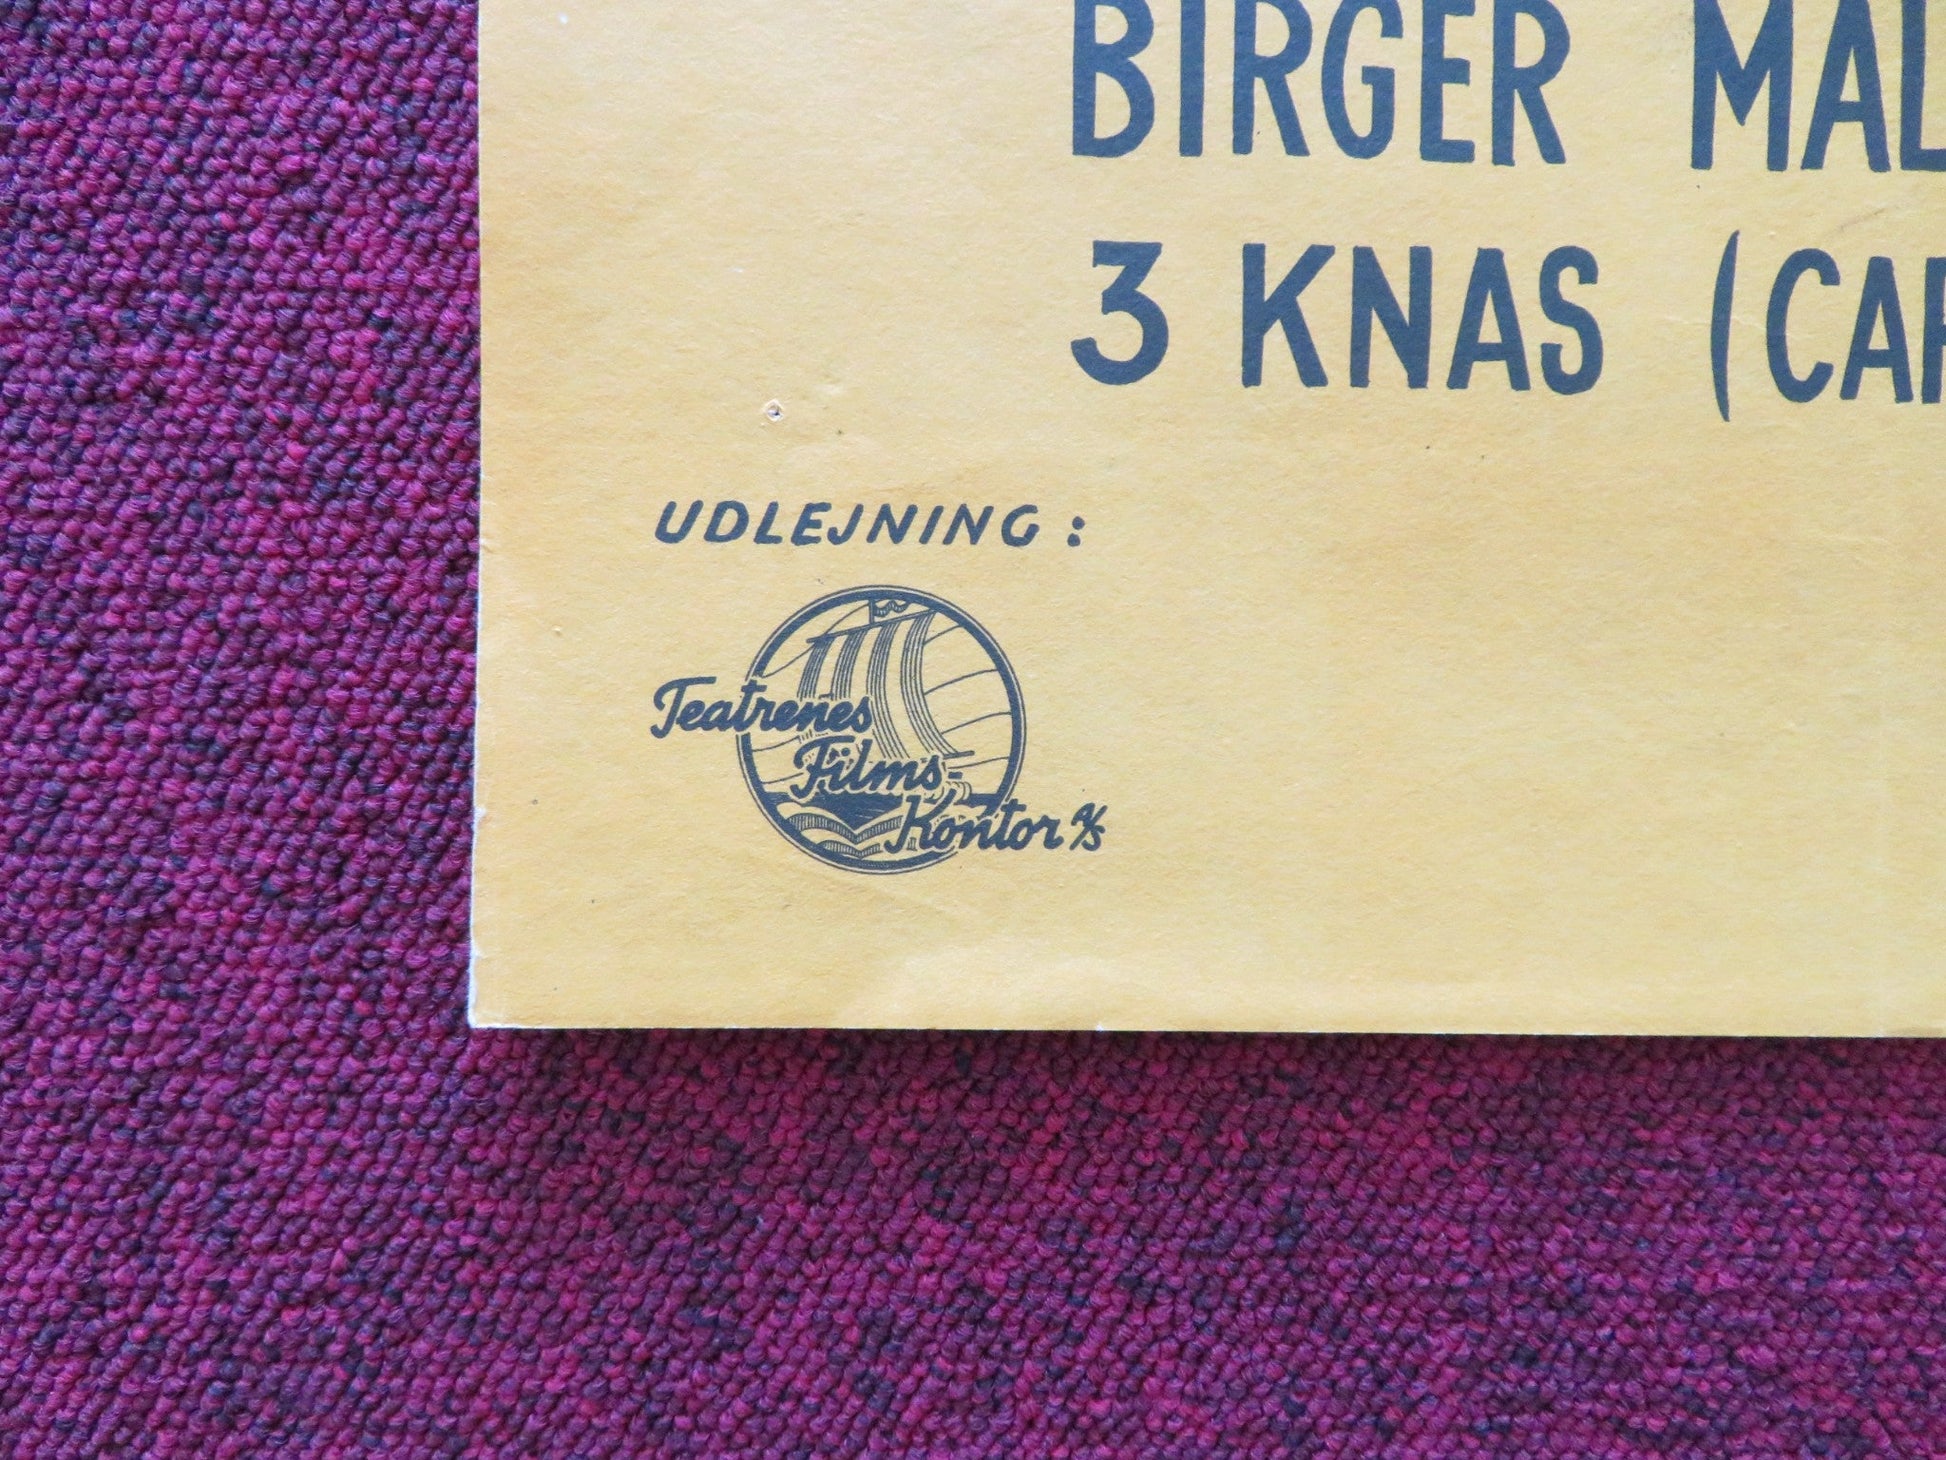 BIRGER MAL
3 KNAS (CAR
UDLEJNING:
Teatrenes
Films-
Kontor A/S